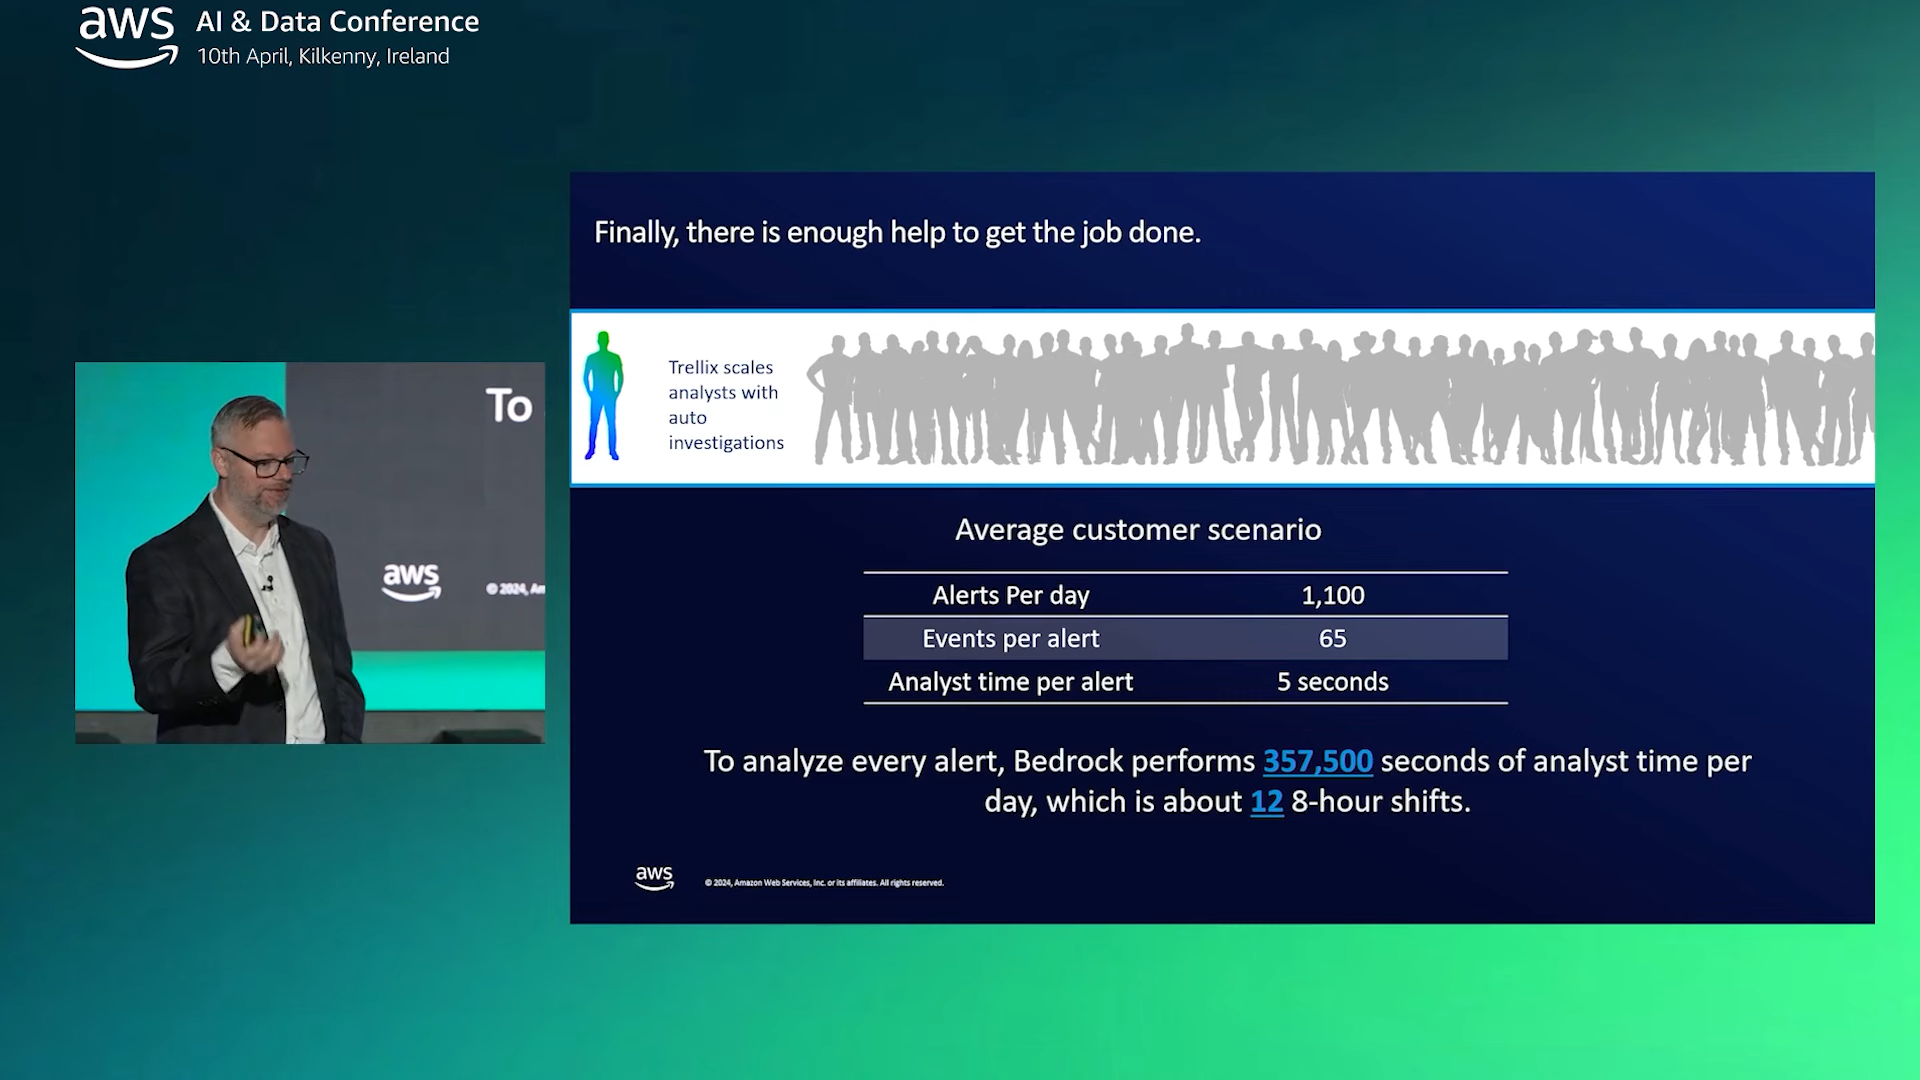 aws
AI & Data Conference
10th April, Kilkenny, Ireland
To
aws
© 2024, Am
Finally, there is enough help to get the job done.
Trellix scales
analysts with
auto
investigations
Average customer scenario
Alerts Per day 1,100
Events per alert 65
Analyst time per alert 5 seconds
To analyze every alert, Bedrock performs 357,500 seconds of analyst time per
day, which is about 12 8-hour shifts.
aws
© 2024, Amazon Web Services, Inc. or its affiliates. All rights reserved.